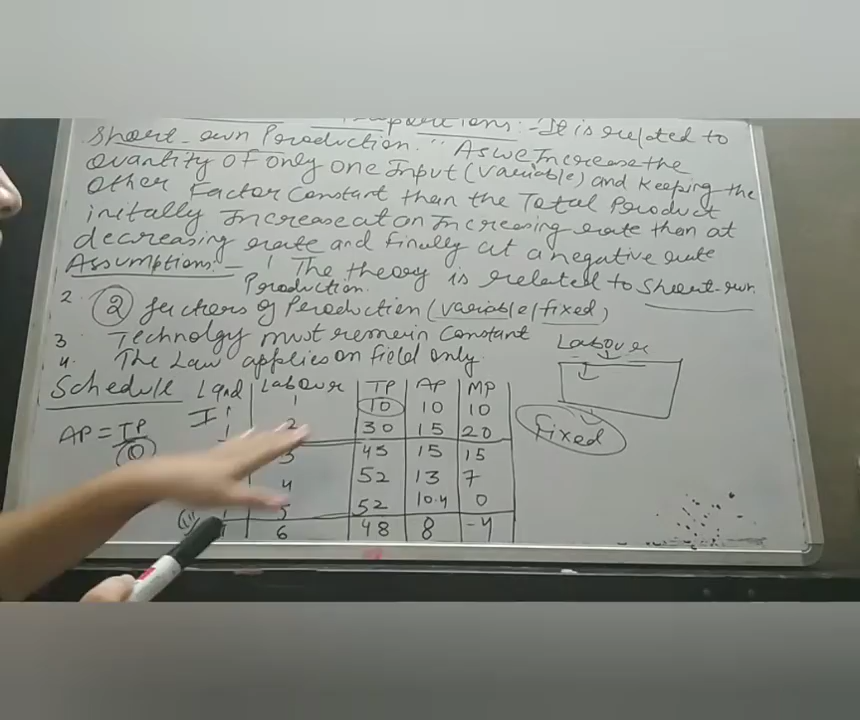 It is related to
Short-run Production. "As we Increase the
Quantity of only one Input (variable) and Keeping the
Other Factor Constant than the Total Product
initally Increase at an Increasing rate than at
decreasing rate and finally at a negative rate
Assumptions:- 1 The theory is related to Short-run
Production.
2. 2 factors of Production (variable/fixed)
3 Technolgy must remain Constant
4. The Law applies on field only.
Labour
Schedule Land Labour TP AP MP
I 1 1 10 10 10
2 30 15 20
Fixed
AP = TP
3 45 15 15
4 52 13 7
5 52 10.4 0
6 48 8 -4